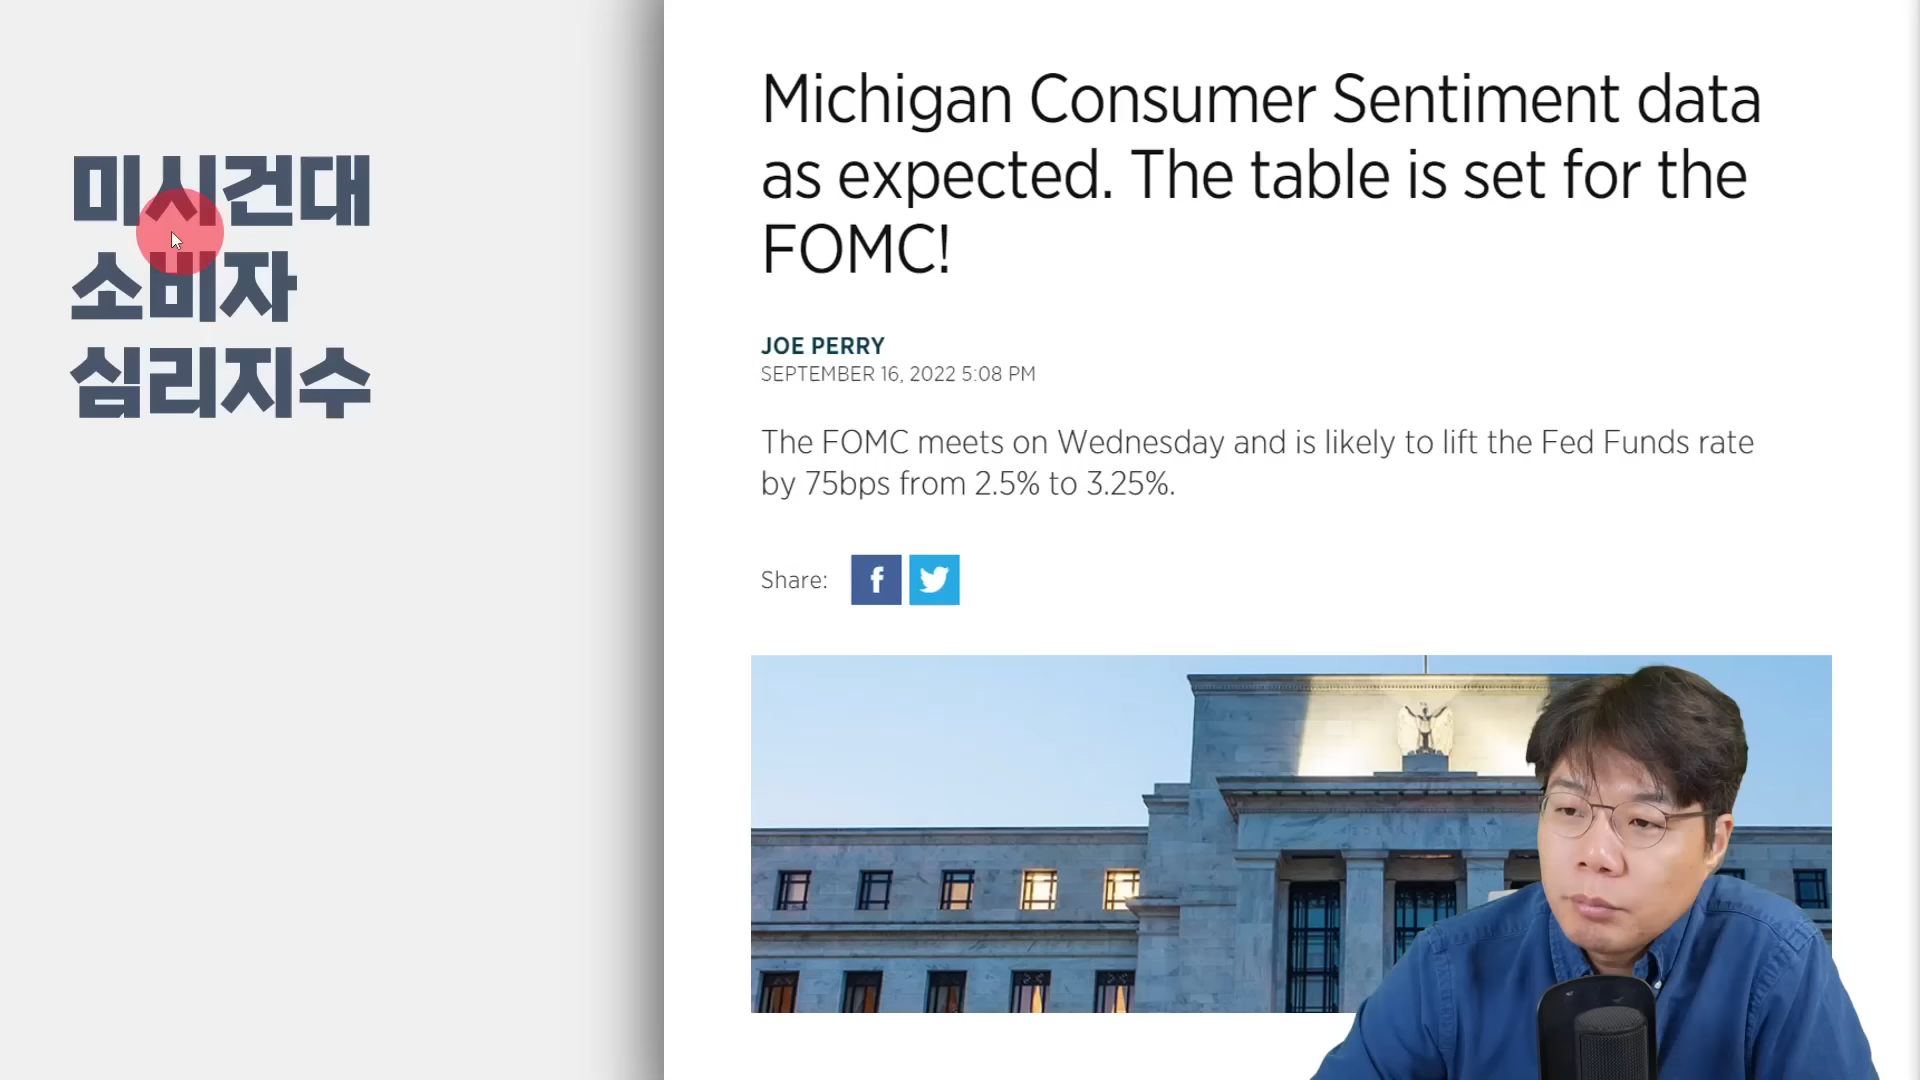 미시건대
소비자
심리지수
Michigan Consumer Sentiment data
as expected. The table is set for the
FOMC!
JOE PERRY
SEPTEMBER 16, 2022 5:08 PM
The FOMC meets on Wednesday and is likely to lift the Fed Funds rate
by 75bps from 2.5% to 3.25%.
Share: